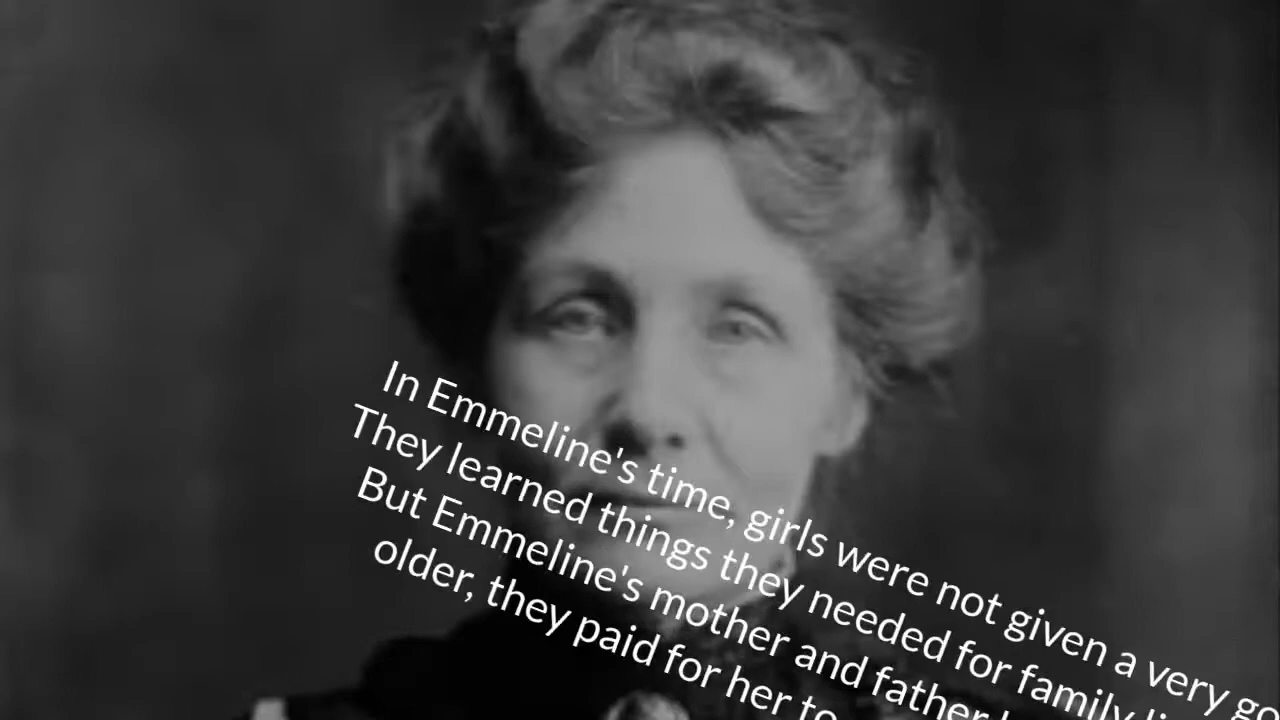 In Emmeline's time, girls were not given a very
They learned things they needed for family
But Emmeline's mother and father
older, they paid for her to